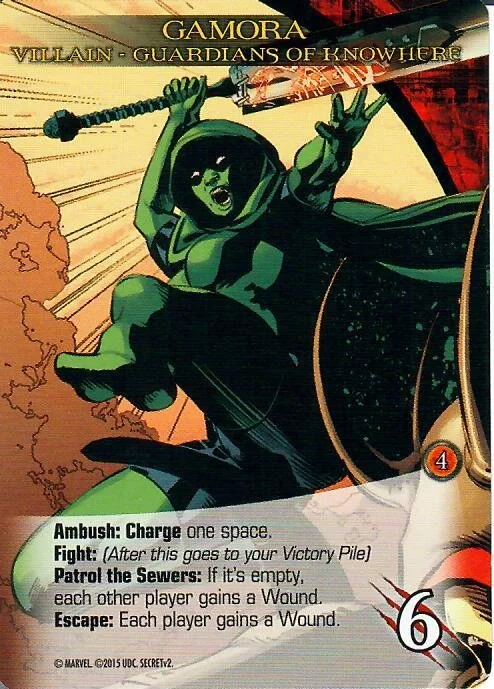 GAMORA
VILLAIN - GUARDIANS OF KNOWHERE
4
Ambush: Charge one space.
Fight: (After this goes to your Victory Pile)
Patrol the Sewers: If it's empty,
each other player gains a Wound.
Escape: Each player gains a Wound.
6
© MARVEL. ©2015 UDC. SECRETv2.